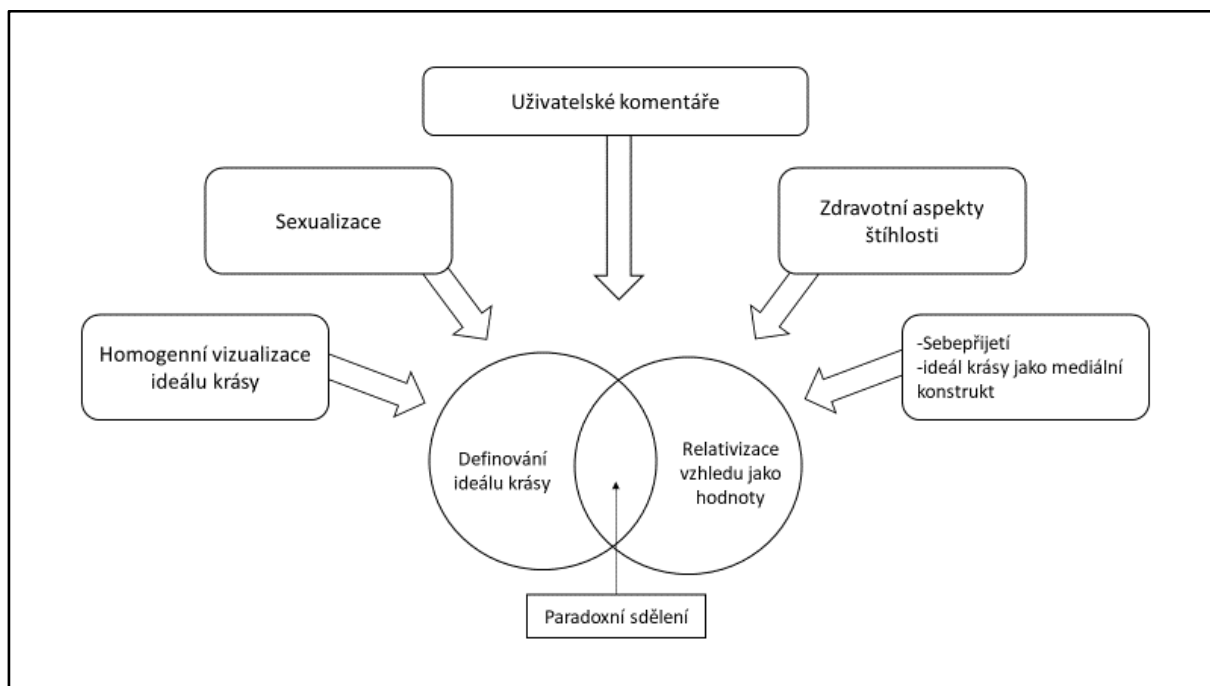 Uživatelské komentáře
Sexualizace
Zdravotní aspekty
štíhlosti
Homogenní vizualizace
ideálu krásy
-Sebepřijetí
-ideál krásy jako mediální
konstrukt
Definování
ideálu krásy
Relativizace
vzhledu jako
hodnoty
Paradoxní sdělení